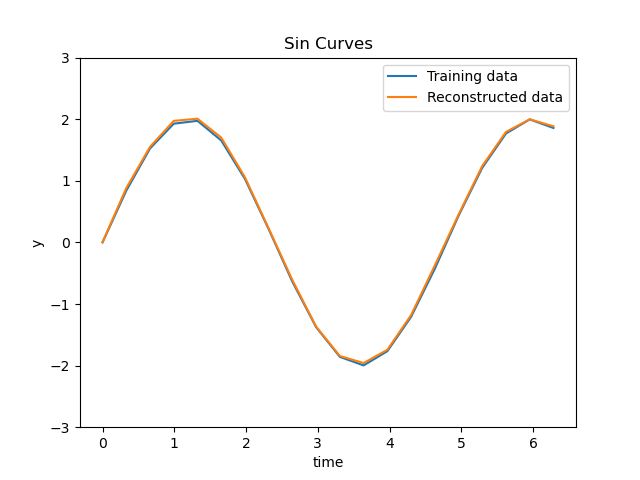 Sin Curves
Training data
Reconstructed data
3
2
1
0
−1
−2
−3
y
0 1 2 3 4 5 6
time